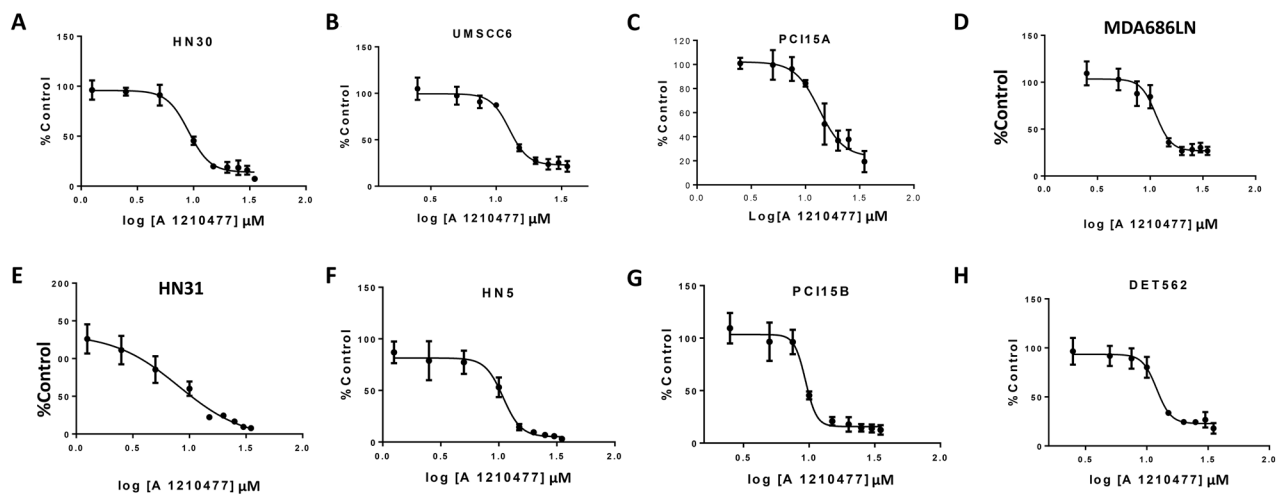 A
HN30
%Control
150
100
50
0
0.0
0.5
1.0
1.5
2.0
log [A 1210477] μM
B
UMSCC6
%Control
150
100
50
0
0.5
1.0
1.5
log [A 1210477] μM
C
PCI15A
%Control
120
100
80
60
40
20
0
0.0
0.5
1.0
1.5
2.0
Log[A 1210477] μM
D
MDA686LN
%Control
150
100
50
0
0.0
0.5
1.0
1.5
2.0
log [A 1210477] μM
E
HN31
%Control
200
50
00
50
0
0.0
0.5
1.0
1.5
2.0
log [A 1210477] μM
F
HN5
%Control
150
100
50
0
0.0
0.5
1.0
1.5
2.0
log [A 1210477] μM
G
PCI15B
%Control
150
100
50
0
0.5
1.0
1.5
2.0
log [A 1210477] μM
H
DET562
%Control
150
100
50
0
0.5
1.0
1.5
2.0
log [A 1210477] μM